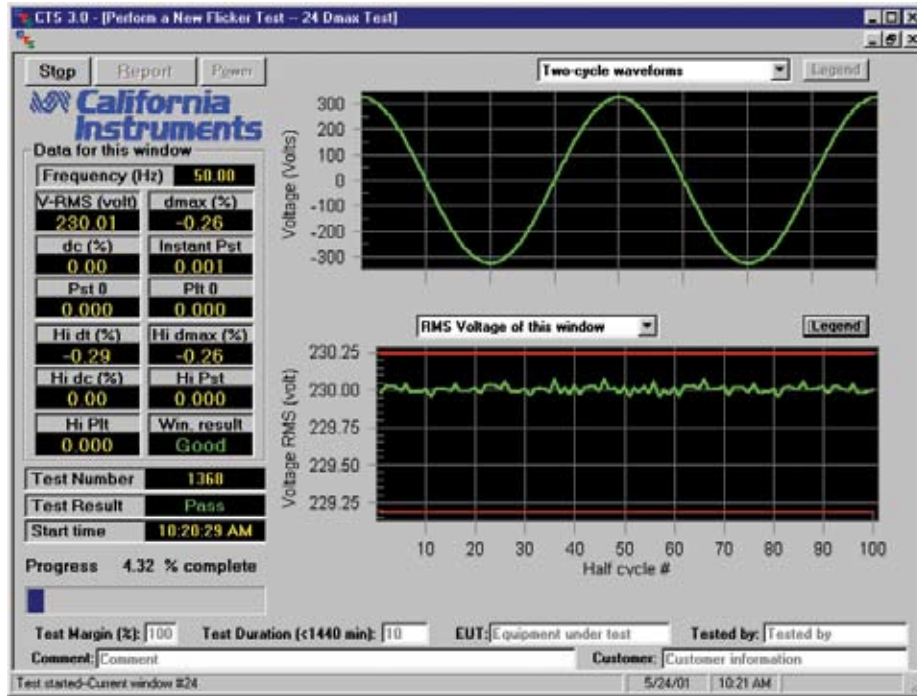 CTS 3.0 - [Perform a New Flicker Test -- 24 Dmax Test]
Stop Report Power
California
Instruments
Data for this window
Frequency (Hz) 50.00
V-RMS (volt) dmax (%)
230.01 -0.26
dc (%) Instant Pst
0.00 0.001
Pst 0 Plt 0
0.000 0.000
Hi dt (%) Hi dmax (%)
-0.29 -0.26
Hi dc (%) Hi Pst
0.00 0.000
Hi Plt Win. result
0.000 Good
Test Number 1368
Test Result Pass
Start time 10:20:29 AM
Progress 4.32 % complete
Two-cycle waveforms Legend
Voltage (Volts)
300
200
100
0
-100
-200
-300
RMS Voltage of this window Legend
Voltage RMS (volt)
230.25
230.00
229.75
229.50
229.25
10 20 30 40 50 60 70 80 90 100
Half cycle #
Test Margin (%): 100 Test Duration (<1440 min): 10 EUT: Equipment under test Tested by: Tested by
Comment: Comment Customer: Customer information
Test started-Current window #24 5/24/01 10:21 AM